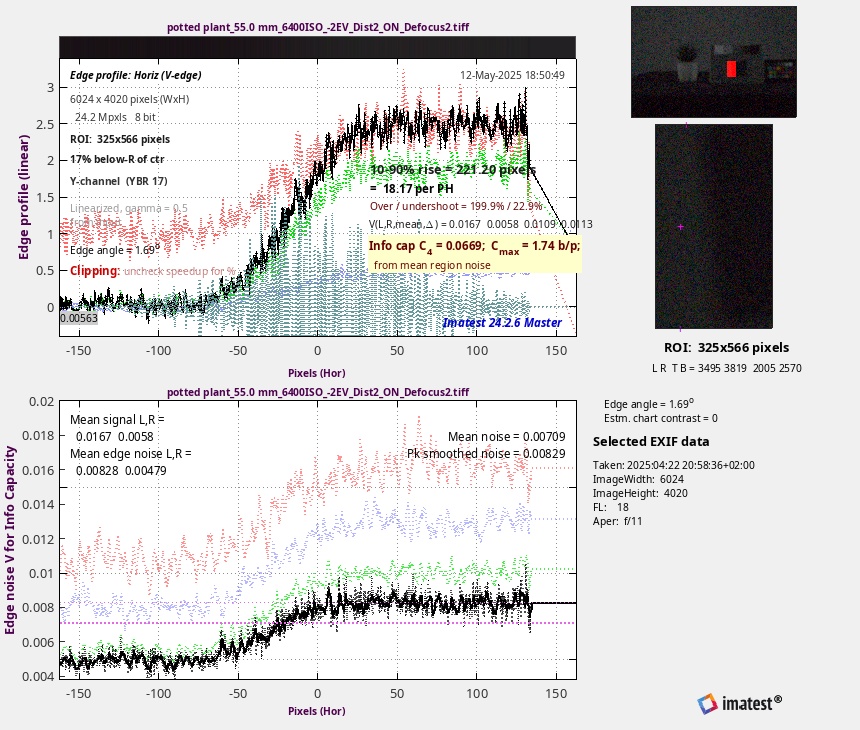 potted plant_55.0 mm_6400ISO_-2EV_Dist2_ON_Defocus2.tiff
Edge profile: Horiz (V-edge)
12-May-2025 18:50:49
6024 x 4020 pixels (WxH)
24.2 Mpxls 8 bit
ROI: 325x566 pixels
17% below-R of ctr
Y-channel (YBR 17)
Linearized, gamma = 0.5
Edge angle = 1.69o
Clipping: uncheck speedup for %
0.00563
10-90% rise = 221.20 pixels
= 18.17 per PH
Over / undershoot = 199.9% / 22.9%
V(L,R,mean,Δ) = 0.0167 0.0058 0.0109 0.0113
Info cap C4 = 0.0669; Cmax = 1.74 b/p;
from mean region noise
Imatest 24.2.6 Master
Edge profile (linear)
3
2.5
2
1.5
1
0.5
0
-150 -100 -50 0 50 100 150
Pixels (Hor)
ROI: 325x566 pixels
L R T B = 3495 3819 2005 2570
potted plant_55.0 mm_6400ISO_-2EV_Dist2_ON_Defocus2.tiff
Mean signal L,R =
0.0167 0.0058
Mean edge noise L,R =
0.00828 0.00479
Mean noise = 0.00709
Pk smoothed noise = 0.00829
Edge noise V for Info Capacity
0.02
0.018
0.016
0.014
0.012
0.01
0.008
0.006
0.004
-150 -100 -50 0 50 100 150
Pixels (Hor)
Edge angle = 1.69o
Estm. chart contrast = 0
Selected EXIF data
Taken: 2025:04:22 20:58:36+02:00
ImageWidth: 6024
ImageHeight: 4020
FL: 18
Aper: f/11
imatest®